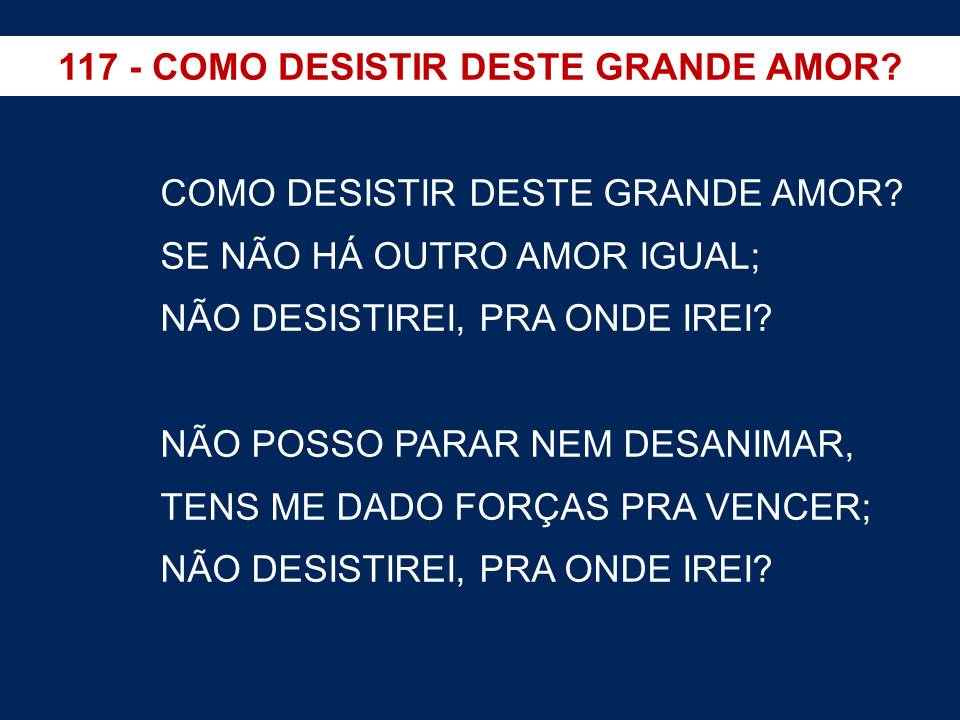 117 - COMO DESISTIR DESTE GRANDE AMOR?
COMO DESISTIR DESTE GRANDE AMOR?
SE NÃO HÁ OUTRO AMOR IGUAL;
NÃO DESISTIREI, PRA ONDE IREI?
NÃO POSSO PARAR NEM DESANIMAR,
TENS ME DADO FORÇAS PRA VENCER;
NÃO DESISTIREI, PRA ONDE IREI?